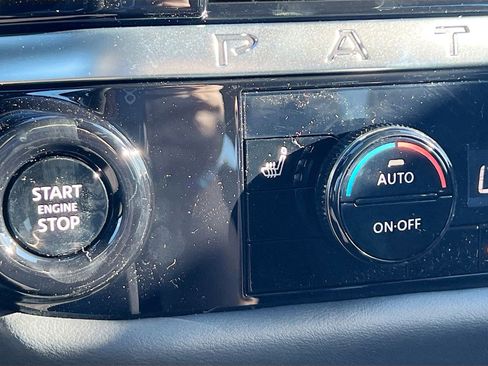 P A T
START
ENGINE
STOP
AUTO
ON·OFF